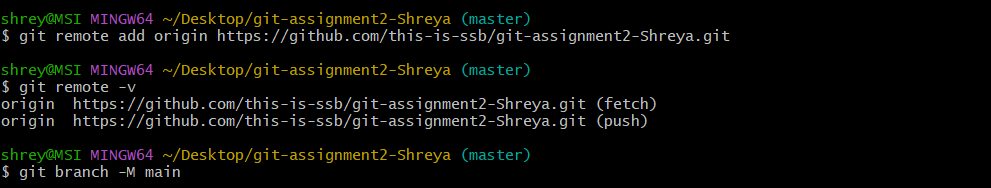 shrey@MSI MINGW64 ~/Desktop/git-assignment2-Shreya (master)
$ git remote add origin https://github.com/this-is-ssb/git-assignment2-Shreya.git
shrey@MSI MINGW64 ~/Desktop/git-assignment2-Shreya (master)
$ git remote -v
origin  https://github.com/this-is-ssb/git-assignment2-Shreya.git (fetch)
origin  https://github.com/this-is-ssb/git-assignment2-Shreya.git (push)
shrey@MSI MINGW64 ~/Desktop/git-assignment2-Shreya (master)
$ git branch -M main